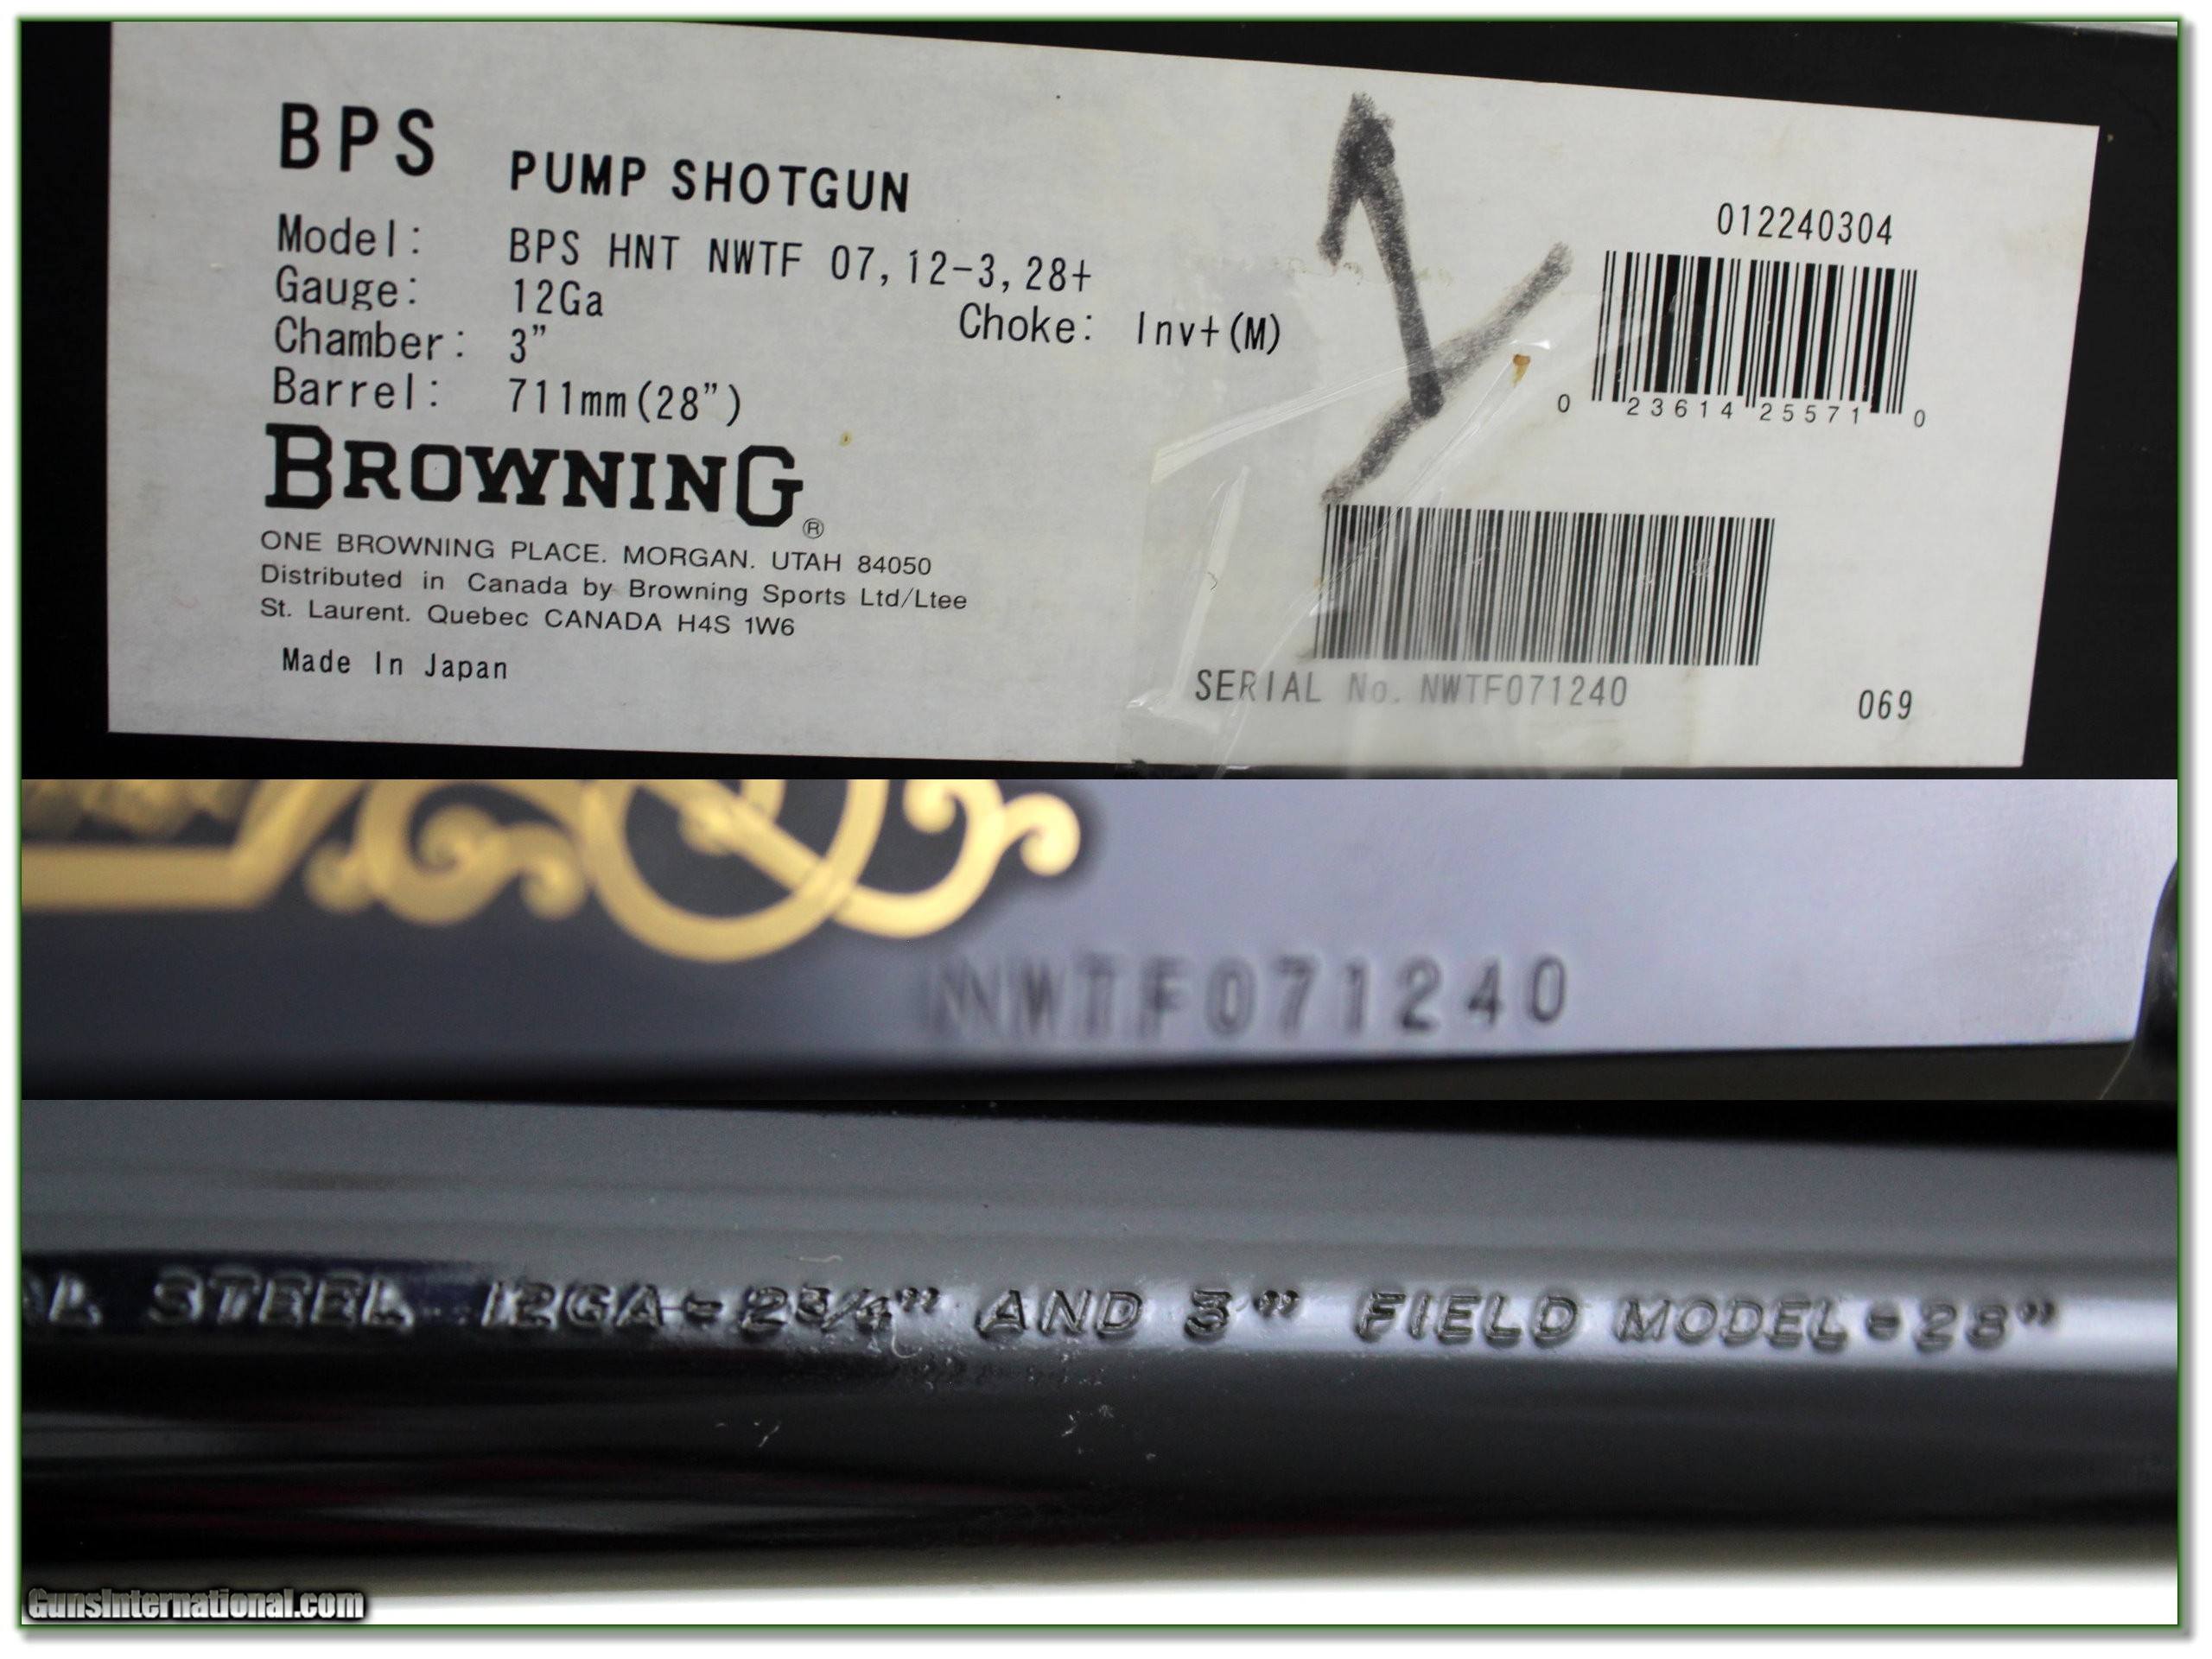 BPS PUMP SHOTGUN
Model: BPS HNT NWTF 07, 12-3, 28+
Gauge: 12Ga
Chamber: 3” Choke: Inv+(M)
Barrel: 711mm(28”)
BROWNING®
ONE BROWNING PLACE. MORGAN. UTAH 84050
Distributed in Canada by Browning Sports Ltd/Ltee
St. Laurent. Quebec CANADA H4S 1W6
Made In Japan
012240304
0 23614 25571 0
SERIAL No. NWTF071240
069
NWTF071240
AL STEEL 12GA-2¾” AND 3” FIELD MODEL-28”
GunsInternational.com